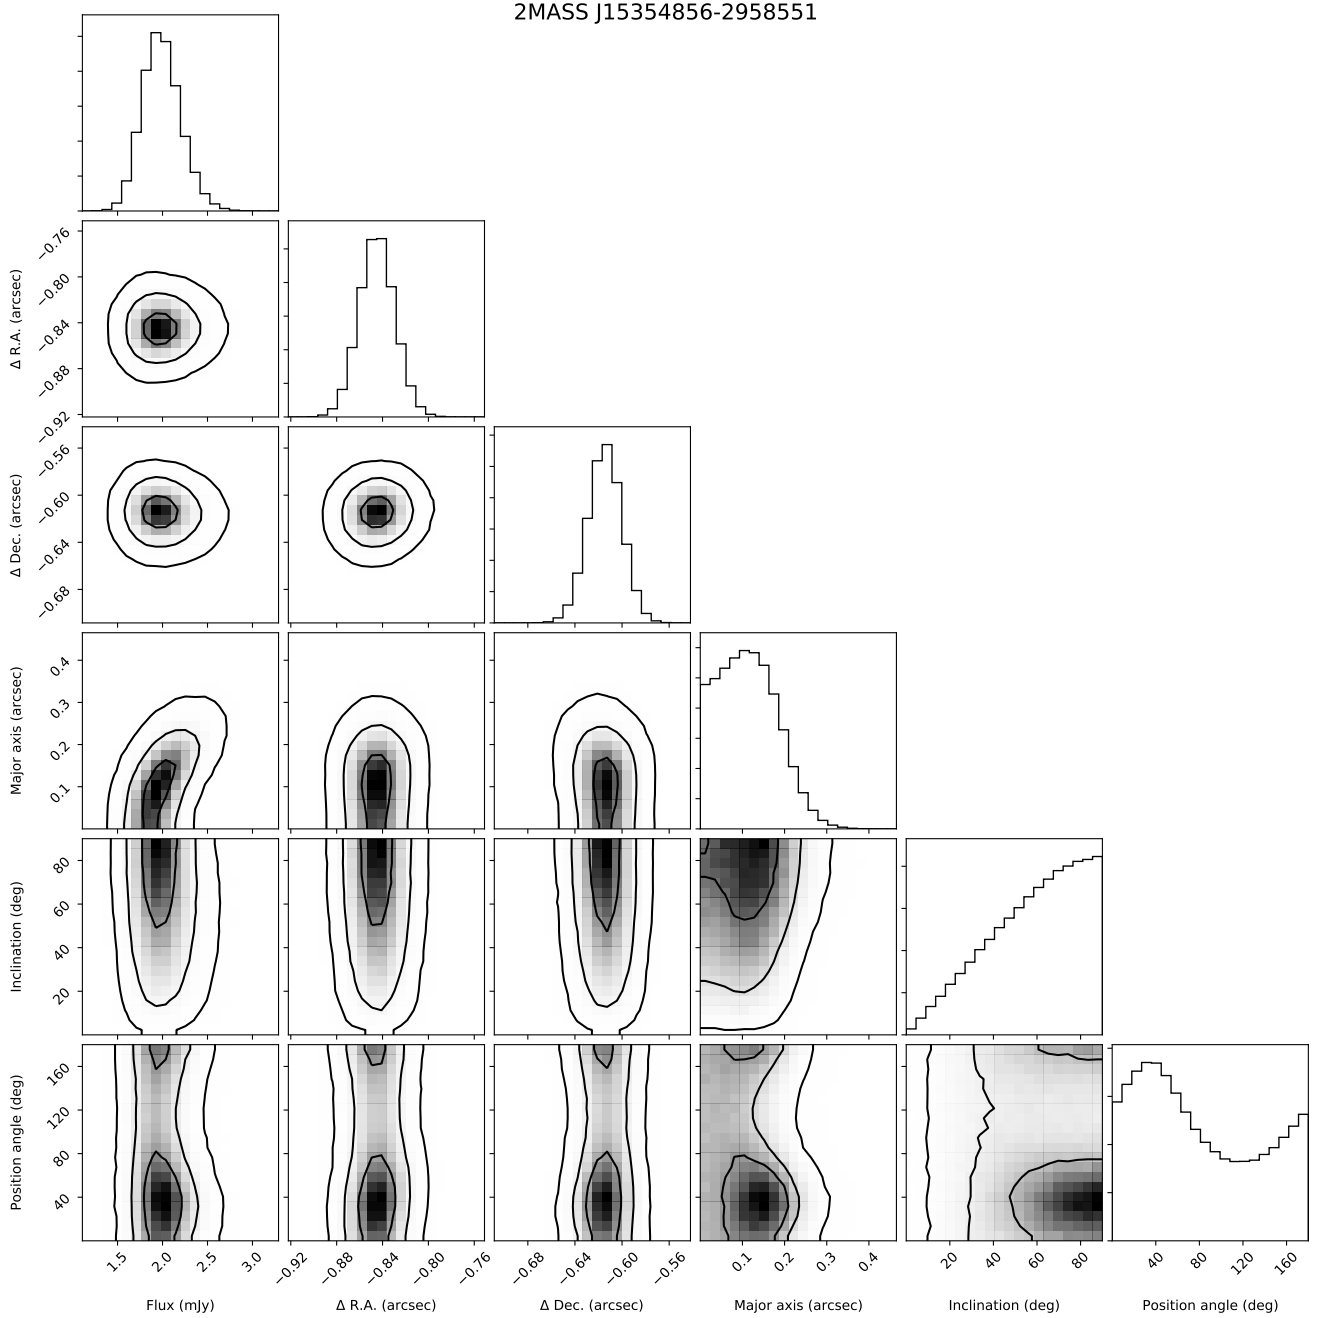 2MASS J15354856-2958551
Δ R.A. (arcsec)
−0.76
−0.80
−0.84
−0.88
−0.92
Δ Dec. (arcsec)
−0.56
−0.60
−0.64
−0.68
Major axis (arcsec)
0.4
0.3
0.2
0.1
Inclination (deg)
80
60
40
20
Position angle (deg)
160
120
80
40
1.5 2.0 2.5 3.0
−0.92 −0.88 −0.84 −0.80 −0.76
−0.68 −0.64 −0.60 −0.56
0.1 0.2 0.3 0.4
20 40 60 80
40 80 120 160
Flux (mJy)
Δ R.A. (arcsec)
Δ Dec. (arcsec)
Major axis (arcsec)
Inclination (deg)
Position angle (deg)